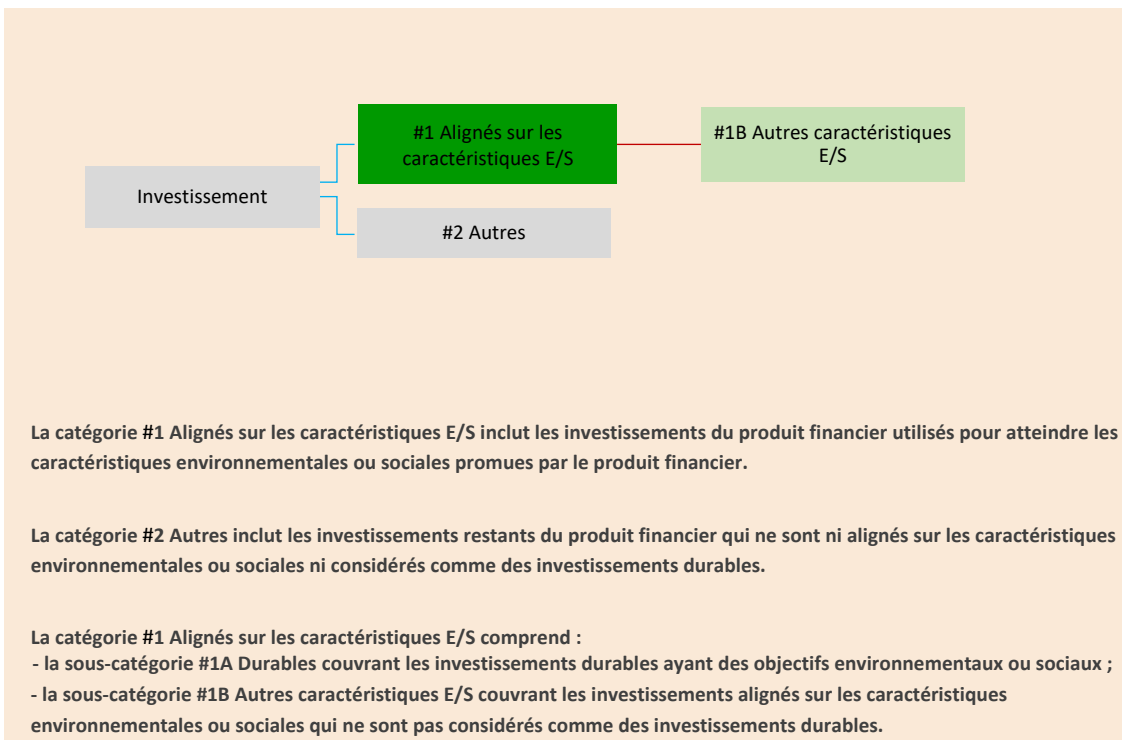 #1 Alignés sur les
caractéristiques E/S
#1B Autres caractéristiques
E/S
Investissement
#2 Autres
La catégorie #1 Alignés sur les caractéristiques E/S inclut les investissements du produit financier utilisés pour atteindre les
caractéristiques environnementales ou sociales promues par le produit financier.
La catégorie #2 Autres inclut les investissements restants du produit financier qui ne sont ni alignés sur les caractéristiques
environnementales ou sociales ni considérés comme des investissements durables.
La catégorie #1 Alignés sur les caractéristiques E/S comprend :
- la sous-catégorie #1A Durables couvrant les investissements durables ayant des objectifs environnementaux ou sociaux ;
- la sous-catégorie #1B Autres caractéristiques E/S couvrant les investissements alignés sur les caractéristiques
environnementales ou sociales qui ne sont pas considérés comme des investissements durables.